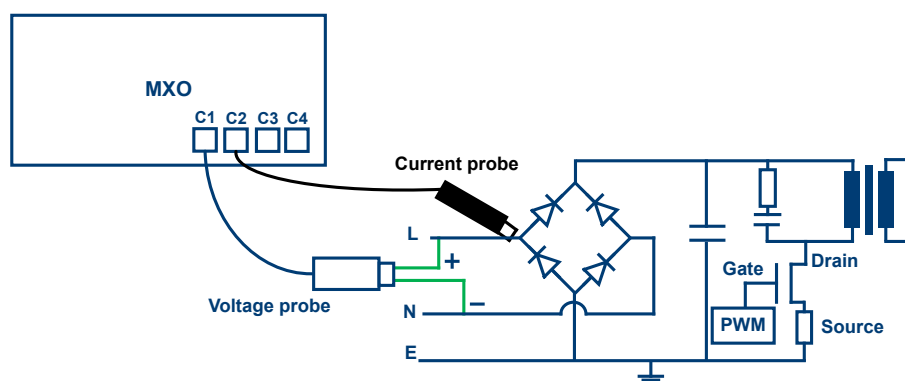 MXO
C1 C2 C3 C4
Current probe
L
+
Voltage probe
–
N
E
Gate
Drain
PWM
Source